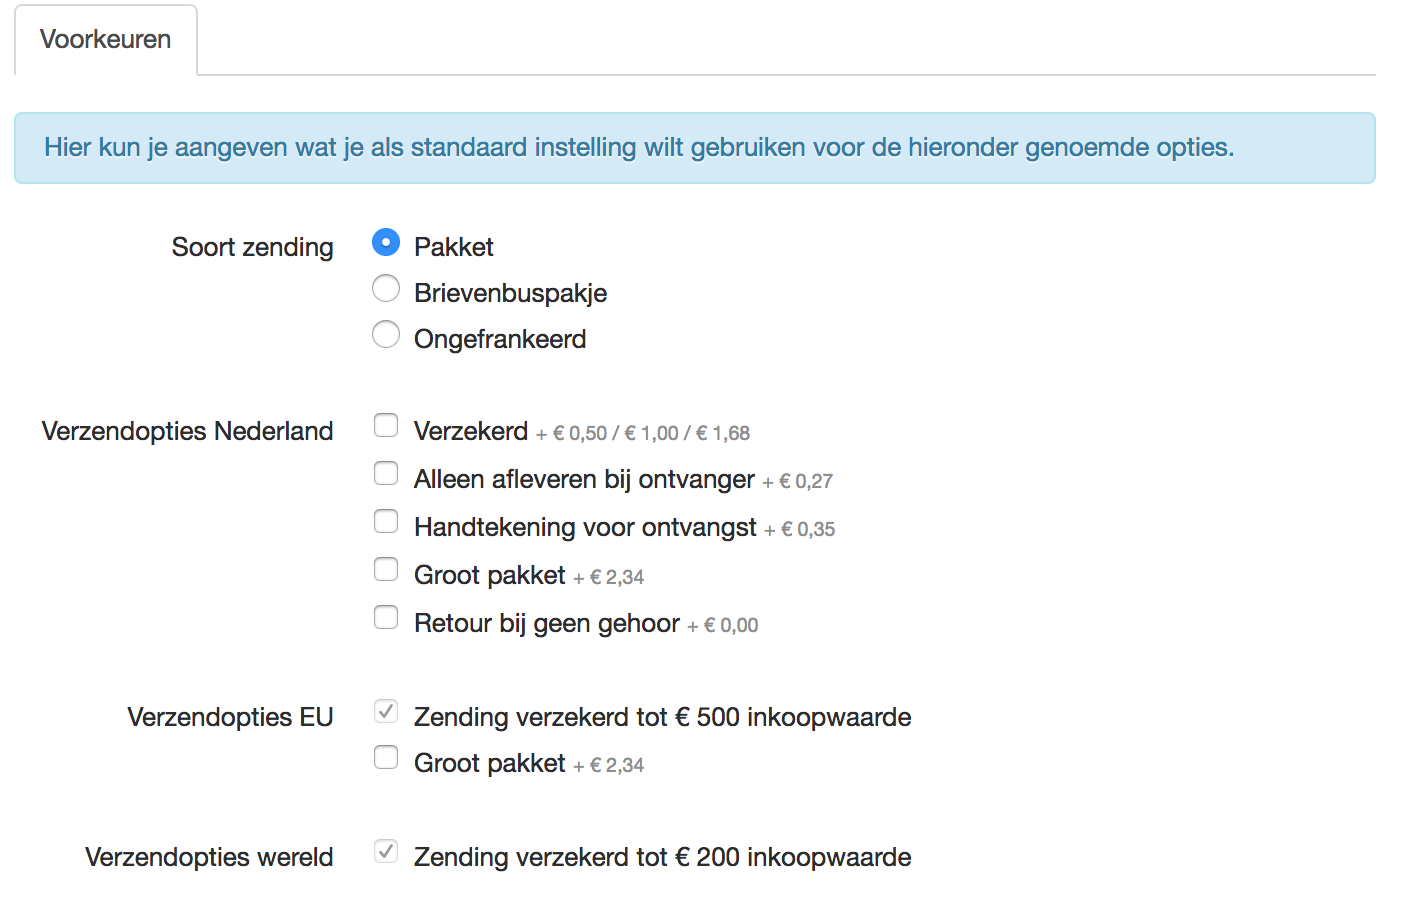 Voorkeuren
Hier kun je aangeven wat je als standaard instelling wilt gebruiken voor de hieronder genoemde opties.
Soort zending Pakket
Brievenbuspakje
Ongefrankeerd
Verzendopties Nederland Verzekerd + € 0,50 / € 1,00 / € 1,68
Alleen afleveren bij ontvanger + € 0,27
Handtekening voor ontvangst + € 0,35
Groot pakket + € 2,34
Retour bij geen gehoor + € 0,00
Verzendopties EU Zending verzekerd tot € 500 inkoopwaarde
Groot pakket + € 2,34
Verzendopties wereld Zending verzekerd tot € 200 inkoopwaarde